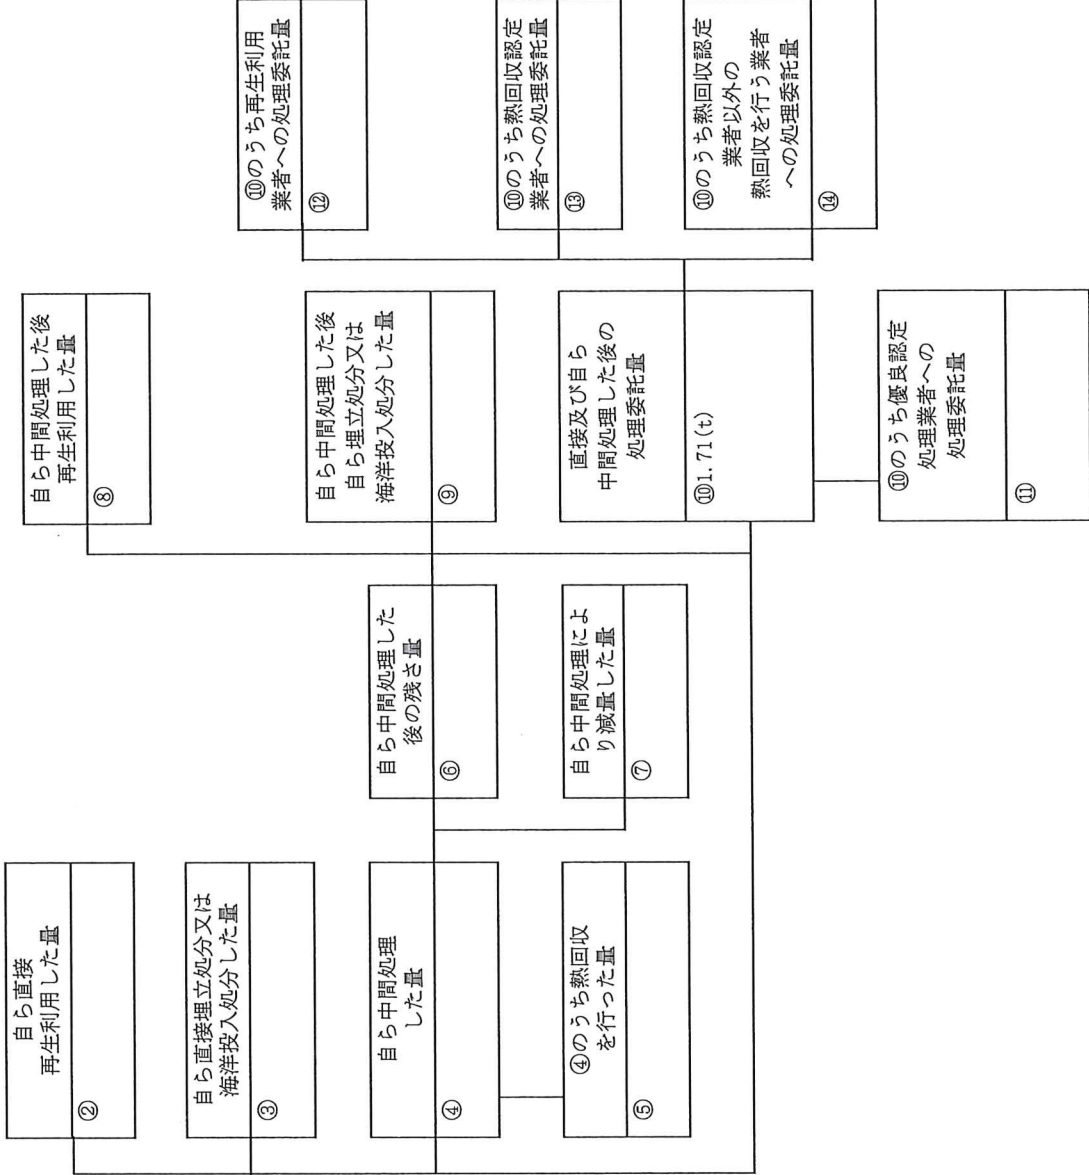 自ら直接
再生利用した量
②
自ら直接埋立処分又は
海洋投入処分した量
③
自ら中間処理
した量
④
④のうち熱回収
を行った量
⑤
自ら中間処理した
後の残さ量
⑥
自ら中間処理によ
り減量した量
⑦
自ら中間処理した後
再生利用した量
⑧
自ら中間処理した後
自ら埋立処分又は
海洋投入処分した量
⑨
直接及び自ら
中間処理した後の
処理委託量
⑩1.71(t)
⑩のうち優良認定
処理業者への
処理委託量
⑪
⑩のうち再生利用
業者への処理委託量
⑫
⑩のうち熱回収認定
業者への処理委託量
⑬
⑩のうち熱回収認定
業者以外の
熱回収を行う業者
への処理委託量
⑭